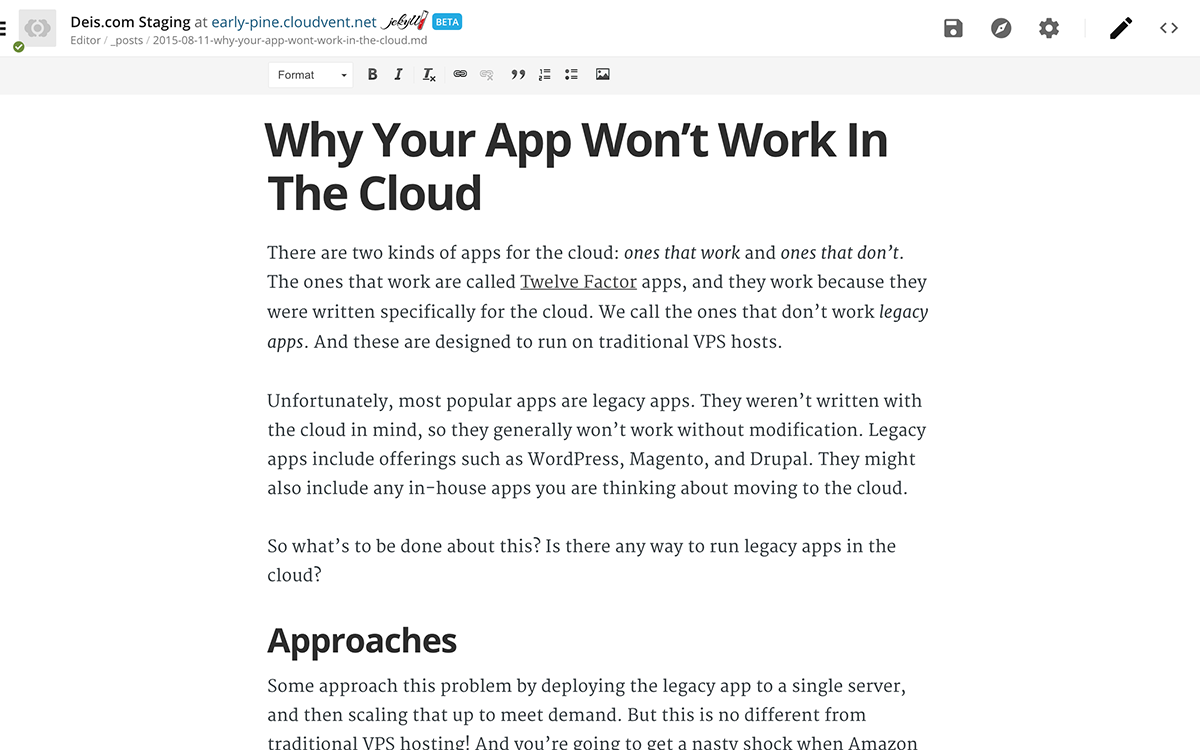 Deis.com Staging at early-pine.cloudvent.net jekyll BETA
Editor / _posts / 2015-08-11-why-your-app-wont-work-in-the-cloud.md
Format B I Tx
Why Your App Won’t Work In
The Cloud
There are two kinds of apps for the cloud: ones that work and ones that don’t.
The ones that work are called Twelve Factor apps, and they work because they
were written specifically for the cloud. We call the ones that don’t work legacy
apps. And these are designed to run on traditional VPS hosts.
Unfortunately, most popular apps are legacy apps. They weren’t written with
the cloud in mind, so they generally won’t work without modification. Legacy
apps include offerings such as WordPress, Magento, and Drupal. They might
also include any in-house apps you are thinking about moving to the cloud.
So what’s to be done about this? Is there any way to run legacy apps in the
cloud?
Approaches
Some approach this problem by deploying the legacy app to a single server,
and then scaling that up to meet demand. But this is no different from
traditional VPS hosting! And you’re going to get a nasty shock when Amazon